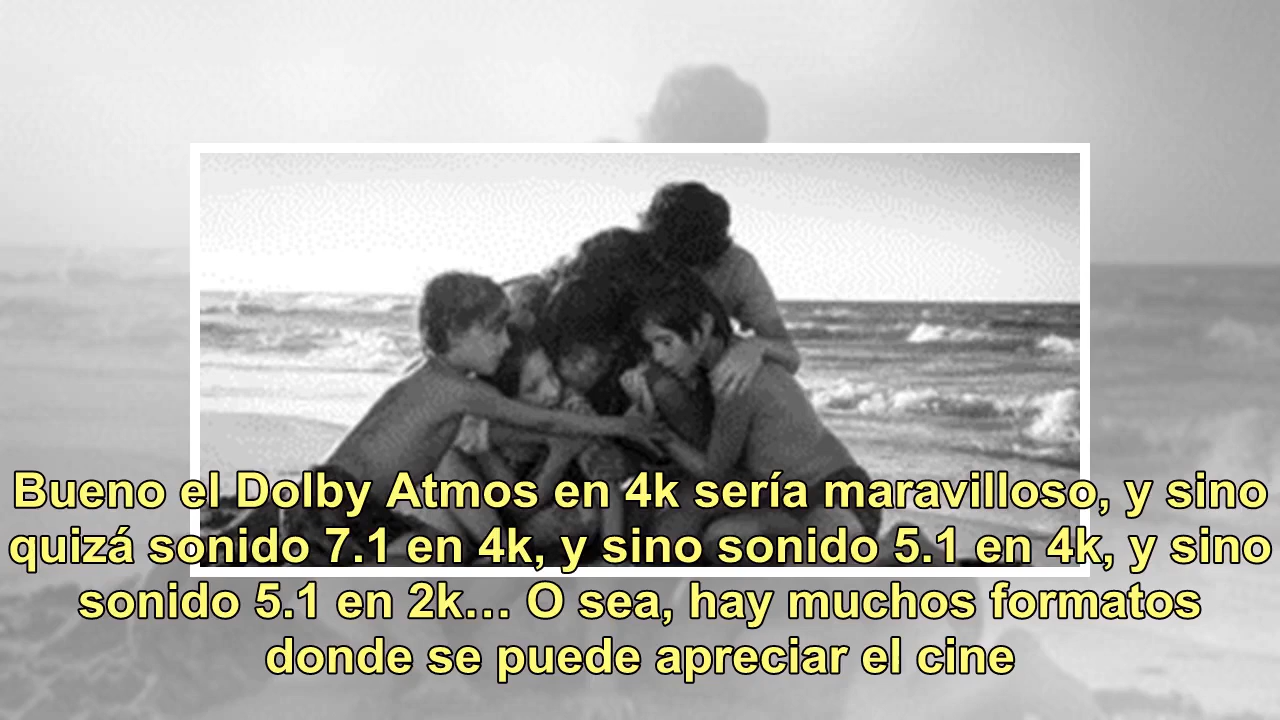 Bueno el Dolby Atmos en 4k sería maravilloso, y sino
quizá sonido 7.1 en 4k, y sino sonido 5.1 en 4k, y sino
sonido 5.1 en 2k… O sea, hay muchos formatos
donde se puede apreciar el cine